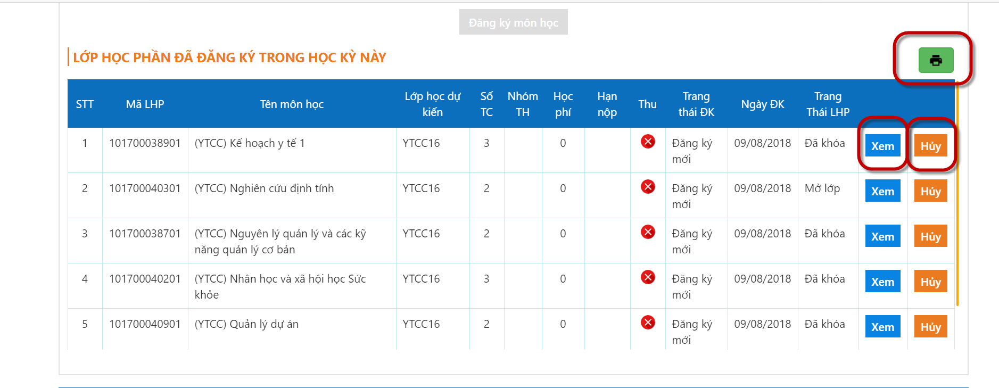 Đăng ký môn học
LỚP HỌC PHẦN ĐÃ ĐĂNG KÝ TRONG HỌC KỲ NÀY
STT Mã LHP Tên môn học Lớp học dự kiến Số TC Nhóm TH Học phí Hạn nộp Thu Trang thái ĐK Ngày ĐK Trang Thái LHP
1 101700038901 (YTCC) Kế hoạch y tế 1 YTCC16 3 0 Đăng ký mới 09/08/2018 Đã khóa Xem Hủy
2 101700040301 (YTCC) Nghiên cứu định tính YTCC16 2 0 Đăng ký mới 09/08/2018 Mở lớp Xem Hủy
3 101700038701 (YTCC) Nguyên lý quản lý và các kỹ năng quản lý cơ bản YTCC16 2 0 Đăng ký mới 09/08/2018 Đã khóa Xem Hủy
4 101700040201 (YTCC) Nhân học và xã hội học Sức khỏe YTCC16 3 0 Đăng ký mới 09/08/2018 Đã khóa Xem Hủy
5 101700040901 (YTCC) Quản lý dự án YTCC16 2 0 Đăng ký mới 09/08/2018 Đã khóa Xem Hủy